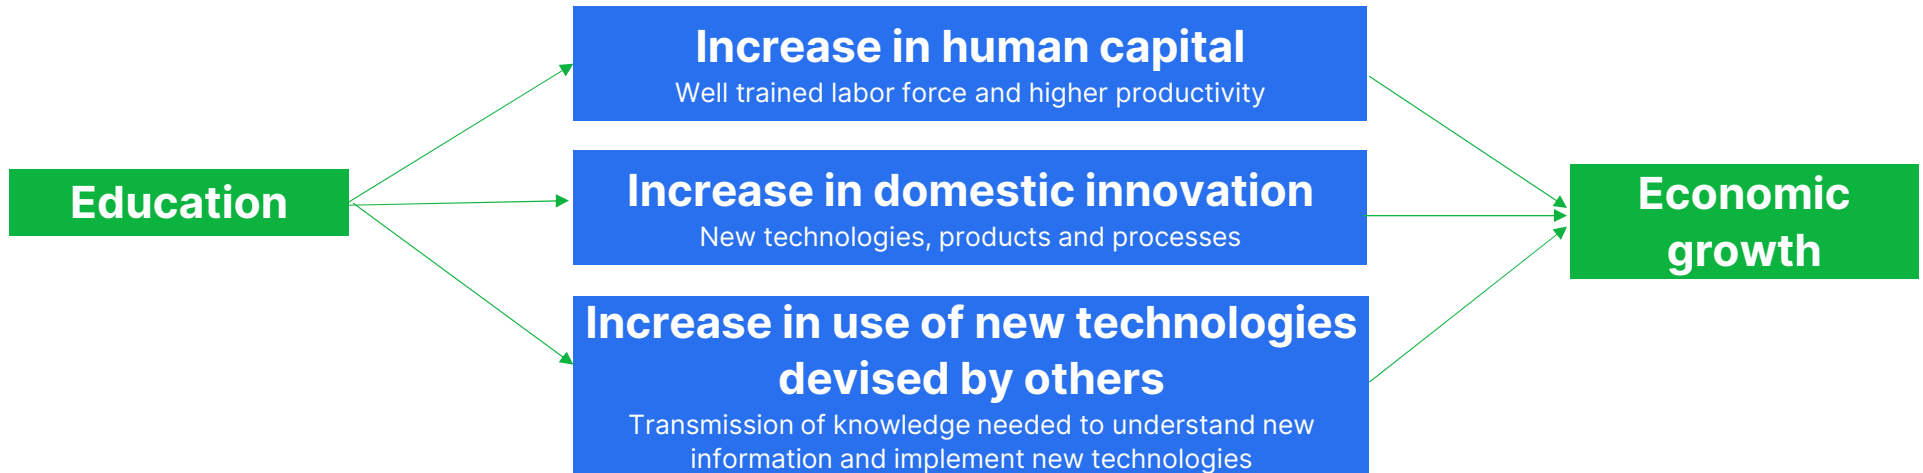 Education
Increase in human capital
Well trained labor force and higher productivity
Increase in domestic innovation
New technologies, products and processes
Increase in use of new technologies
devised by others
Transmission of knowledge needed to understand new
information and implement new technologies
Economic
growth